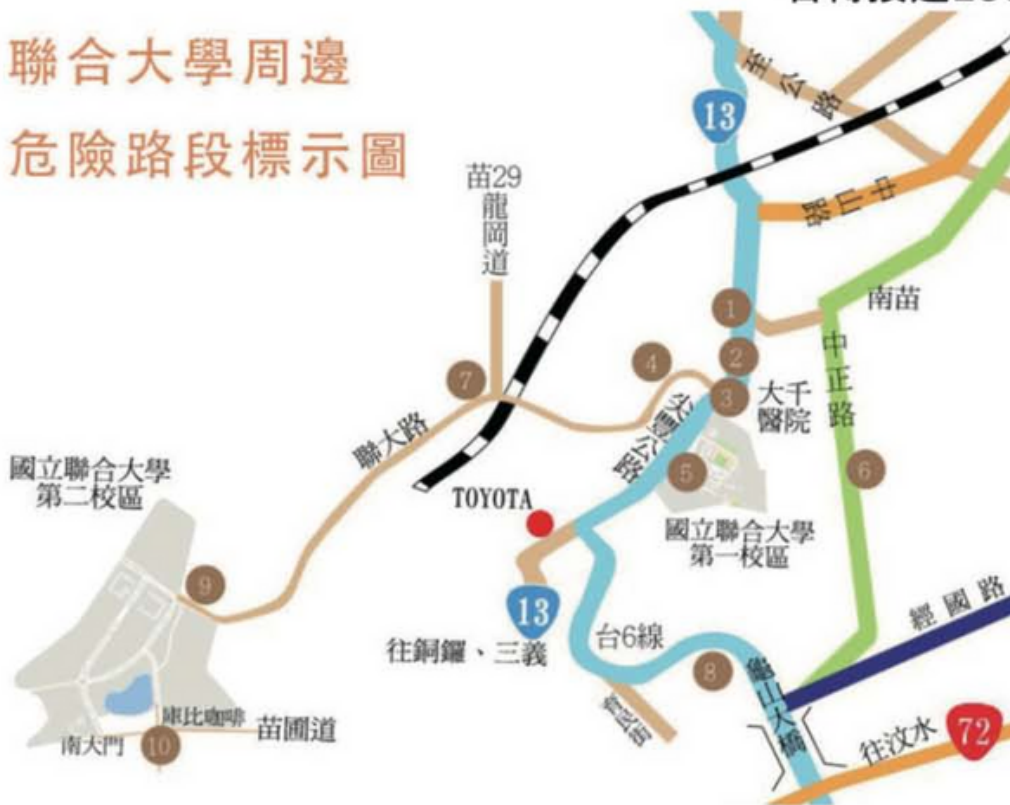 聯合大學周邊
危險路段標示圖
13
至公路
中山路
苗29
龍岡道
南苗
1
2
3
4
7
大千
醫院
中正路
尖豐公路
聯大路
國立聯合大學
第二校區
5
6
TOYOTA
國立聯合大學
第一校區
9
13
往銅鑼、三義
台6線
8
經國路
龜山大橋
育民街
庫比咖啡
苗圃道
南大門
10
往汶水
72